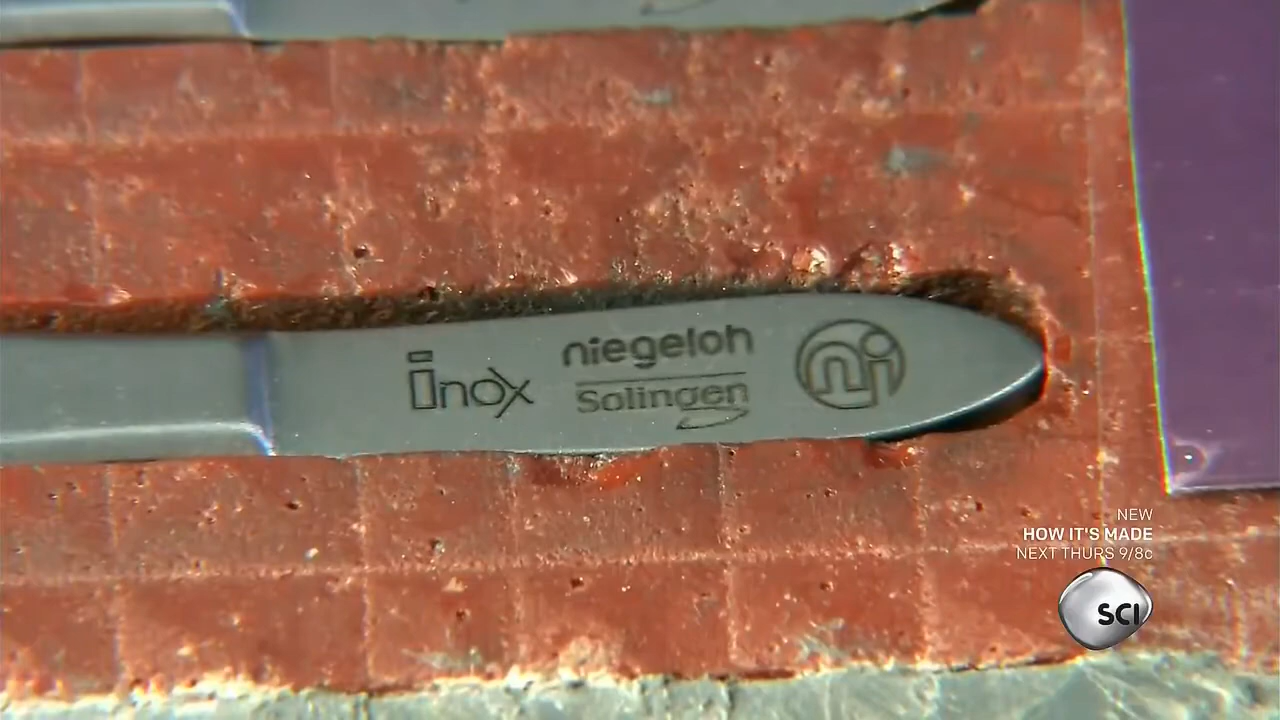 inox
niegeloh
Solingen
ni
NEW
HOW IT'S MADE
NEXT THURS 9/8c
SCI